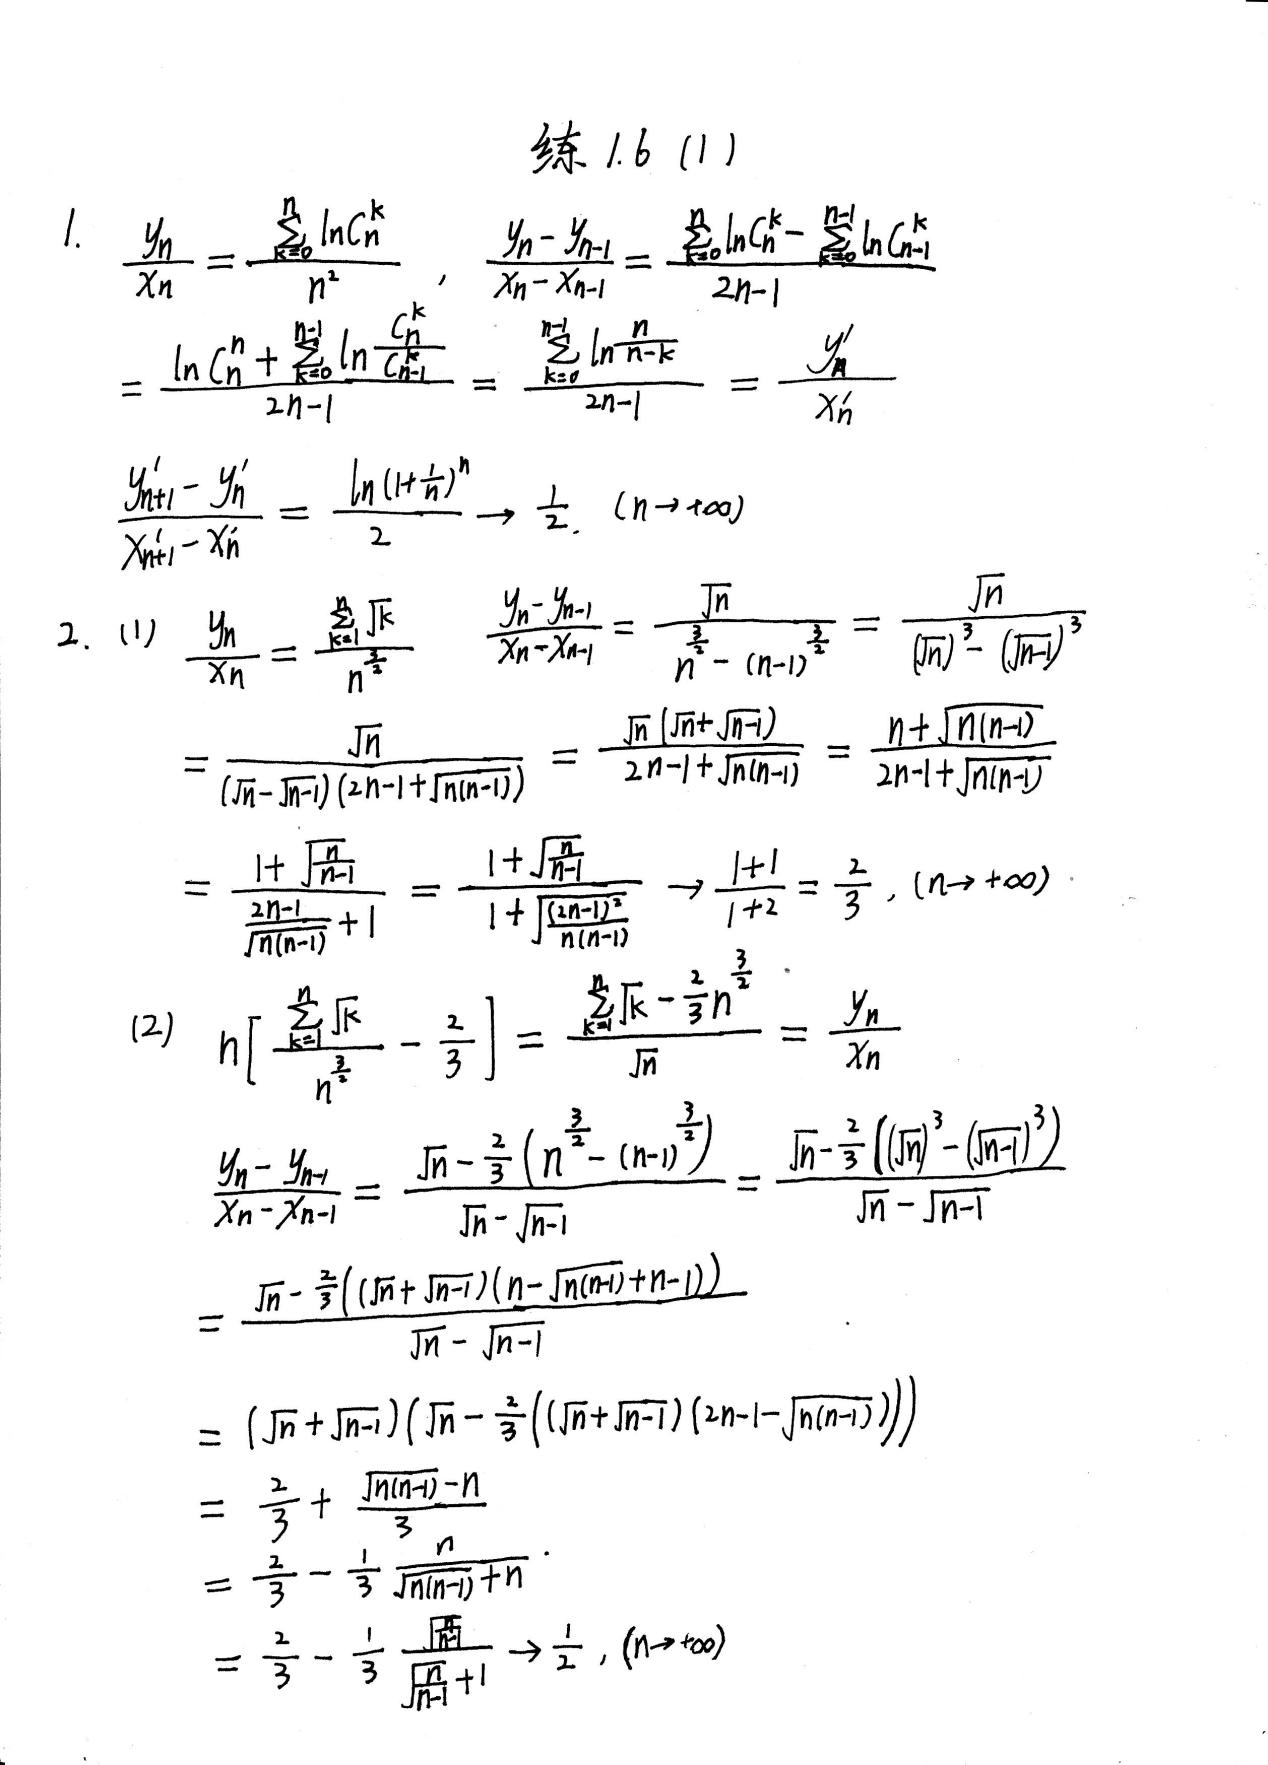 练 1.6 (1)
1. \frac{y_n}{x_n} = \frac{\sum_{k=0}^{n} \ln C_n^k}{n^2}, \frac{y_n - y_{n-1}}{x_n - x_{n-1}} = \frac{\sum_{k=0}^{n} \ln C_n^k - \sum_{k=0}^{n-1} \ln C_{n-1}^k}{2n-1}
= \frac{\ln C_n^n + \sum_{k=0}^{n-1} \ln \frac{C_n^k}{C_{n-1}^k}}{2n-1} = \frac{\sum_{k=0}^{n-1} \ln \frac{n}{n-k}}{2n-1} = \frac{y_n'}{x_n'}
\frac{y_{n+1}' - y_n'}{x_{n+1}' - x_n'} = \frac{\ln (1+\frac{1}{n})^n}{2} → \frac{1}{2}. (n→+∞)
2. (1) \frac{y_n}{x_n} = \frac{\sum_{k=1}^{n} \sqrt{k}}{n^{\frac{3}{2}}} \frac{y_n - y_{n-1}}{x_n - x_{n-1}} = \frac{\sqrt{n}}{n^{\frac{3}{2}} - (n-1)^{\frac{3}{2}}} = \frac{\sqrt{n}}{(\sqrt{n})^3 - (\sqrt{n-1})^3}
= \frac{\sqrt{n}}{(\sqrt{n} - \sqrt{n-1})(2n-1+\sqrt{n(n-1)})} = \frac{\sqrt{n}(\sqrt{n}+\sqrt{n-1})}{2n-1+\sqrt{n(n-1)}} = \frac{n+\sqrt{n(n-1)}}{2n-1+\sqrt{n(n-1)}}
= \frac{1+\sqrt{\frac{n}{n-1}}}{\frac{2n-1}{\sqrt{n(n-1)}}+1} = \frac{1+\sqrt{\frac{n}{n-1}}}{1+\sqrt{\frac{(2n-1)^2}{n(n-1)}}} → \frac{1+1}{1+2} = \frac{2}{3}, (n→+∞)
(2) n[\frac{\sum_{k=1}^{n} \sqrt{k}}{n^{\frac{3}{2}}} - \frac{2}{3}] = \frac{\sum_{k=1}^{n} \sqrt{k} - \frac{2}{3} n^{\frac{3}{2}}}{\sqrt{n}} = \frac{y_n}{x_n}
\frac{y_n - y_{n-1}}{x_n - x_{n-1}} = \frac{\sqrt{n} - \frac{2}{3}(n^{\frac{3}{2}} - (n-1)^{\frac{3}{2}})}{\sqrt{n} - \sqrt{n-1}} = \frac{\sqrt{n} - \frac{2}{3}((\sqrt{n})^3 - (\sqrt{n-1})^3)}{\sqrt{n} - \sqrt{n-1}}
= \frac{\sqrt{n} - \frac{2}{3}((\sqrt{n}+\sqrt{n-1})(n-\sqrt{n(n-1)}+n-1))}{\sqrt{n} - \sqrt{n-1}}
= (\sqrt{n}+\sqrt{n-1})(\sqrt{n} - \frac{2}{3}((\sqrt{n}+\sqrt{n-1})(2n-1-\sqrt{n(n-1)})))
= \frac{2}{3} + \frac{\sqrt{n(n-1)}-n}{3}
= \frac{2}{3} - \frac{1}{3} \frac{n}{\sqrt{n(n-1)}+n}
= \frac{2}{3} - \frac{1}{3} \frac{\sqrt{\frac{n}{n-1}}}{\sqrt{\frac{n}{n-1}}+1} → \frac{1}{2}, (n→+∞)